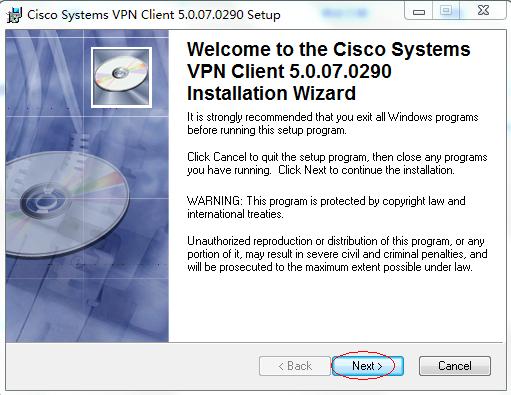 Cisco Systems VPN Client 5.0.07.0290 Setup
Welcome to the Cisco Systems
VPN Client 5.0.07.0290
Installation Wizard
It is strongly recommended that you exit all Windows programs
before running this setup program.
Click Cancel to quit the setup program, then close any programs
you have running. Click Next to continue the installation.
WARNING: This program is protected by copyright law and
international treaties.
Unauthorized reproduction or distribution of this program, or any
portion of it, may result in severe civil and criminal penalties, and
will be prosecuted to the maximum extent possible under law.
< Back
Next >
Cancel